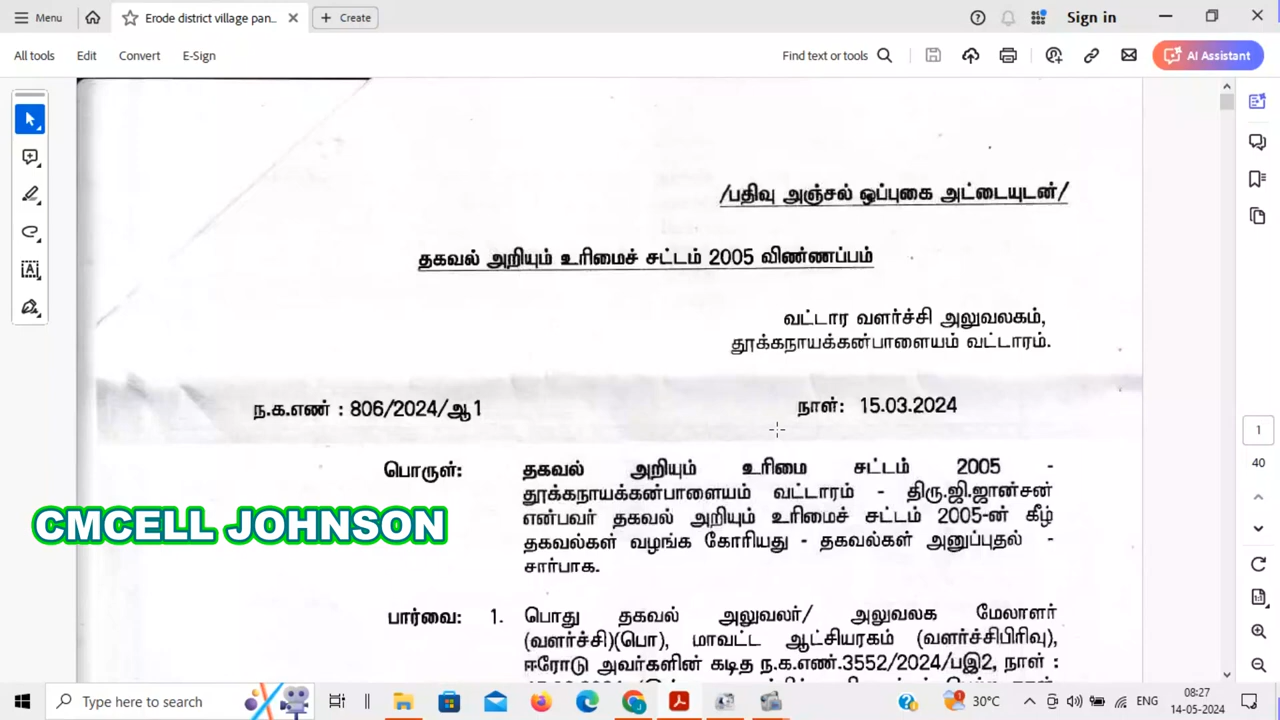 Menu
Erode district village pan...
Create
Sign in
All tools
Edit
Convert
E-Sign
Find text or tools
AI Assistant
/பதிவு அஞ்சல் ஒப்புகை அட்டையுடன்/
தகவல் அறியும் உரிமைச் சட்டம் 2005 விண்ணப்பம்
வட்டார வளர்ச்சி அலுவலகம்,
தூக்கநாயக்கன்பாளையம் வட்டாரம்.
ந.க.எண் : 806/2024/ஆ1
நாள்: 15.03.2024
பொருள்: தகவல் அறியும் உரிமை சட்டம் 2005 -
தூக்கநாயக்கன்பாளையம் வட்டாரம் - திரு.ஜி.ஜான்சன்
என்பவர் தகவல் அறியும் உரிமைச் சட்டம் 2005-ன் கீழ்
தகவல்கள் வழங்க கோரியது - தகவல்கள் அனுப்புதல் -
சார்பாக.
CMCELL JOHNSON
பார்வை: 1. பொது தகவல் அலுவலர்/ அலுவலக மேலாளர்
(வளர்ச்சி)(பொ), மாவட்ட ஆட்சியரகம் (வளர்ச்சிபிரிவு),
ஈரோடு அவர்களின் கடித ந.க.எண்.3552/2024/பஇ2, நாள் :
1
40
Type here to search
30°C
ENG
08:27
14-05-2024